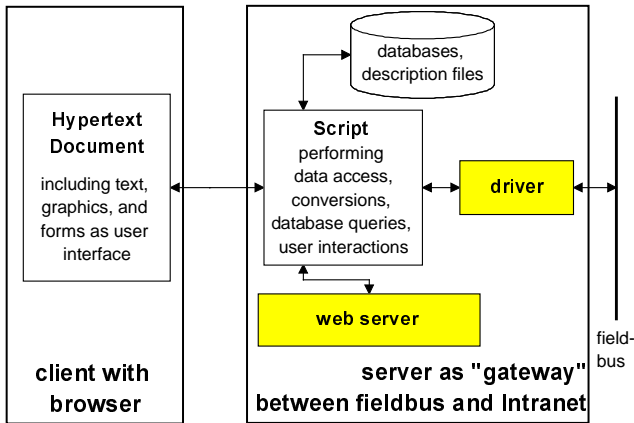 Hypertext
Document
including text,
graphics, and
forms as user
interface
client with
browser
databases,
description files
Script
performing
data access,
conversions,
database queries,
user interactions
driver
web server
server as "gateway"
between fieldbus and Intranet
field-
bus